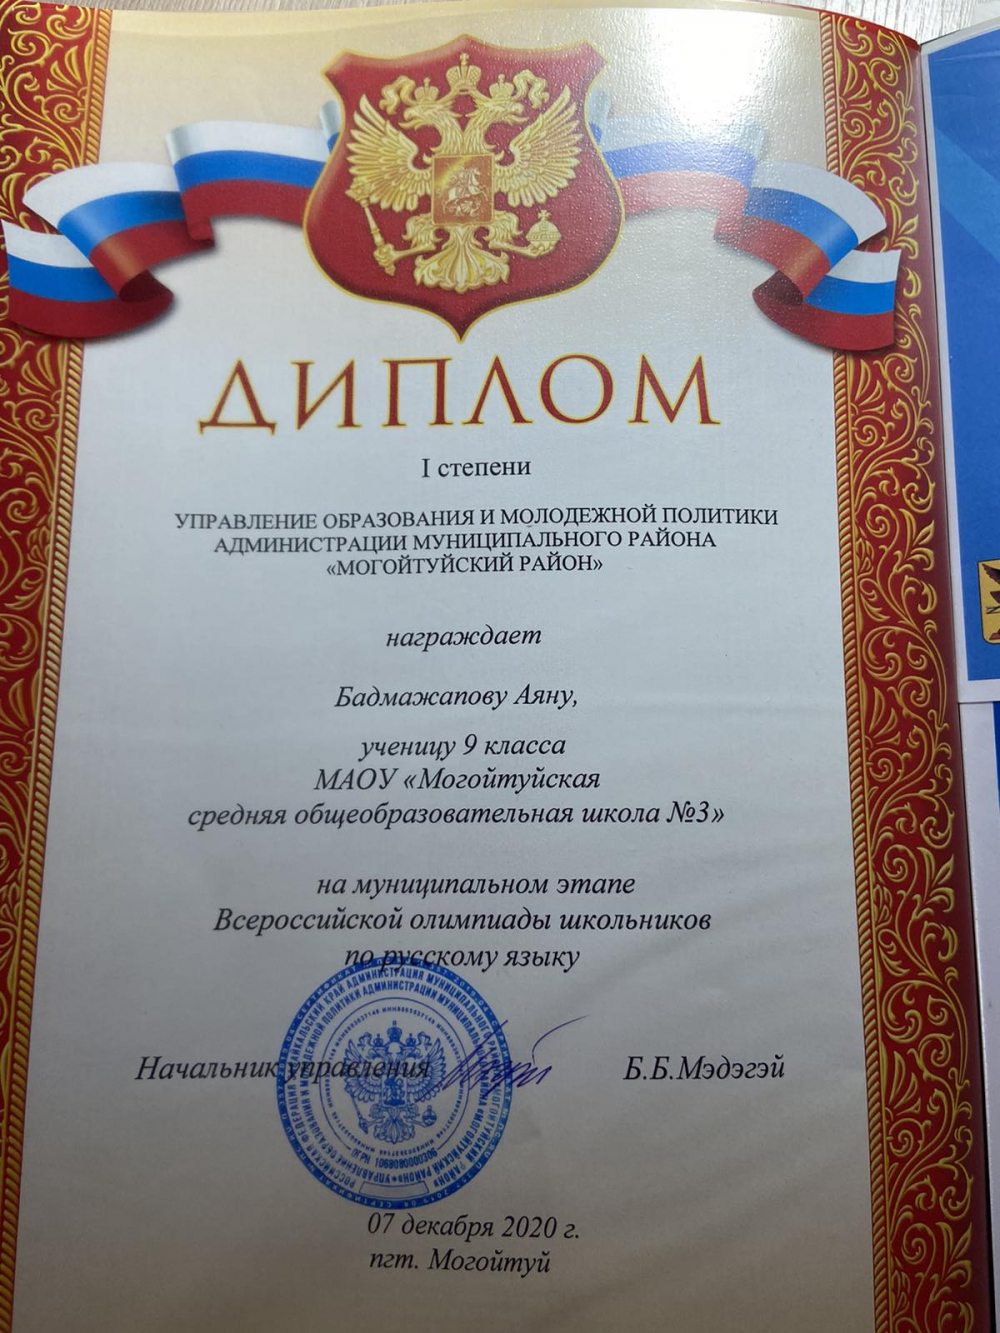 ДИПЛОМ
I степени
УПРАВЛЕНИЕ ОБРАЗОВАНИЯ И МОЛОДЕЖНОЙ ПОЛИТИКИ
АДМИНИСТРАЦИИ МУНИЦИПАЛЬНОГО РАЙОНА
«МОГОЙТУЙСКИЙ РАЙОН»
награждает
Бадмажапову Аяну,
ученицу 9 класса
МАОУ «Могойтуйская
средняя общеобразовательная школа №3»
на муниципальном этапе
Всероссийской олимпиады школьников
по русскому языку
Начальник управления Б.Б.Мэдэгэй
07 декабря 2020 г.
пгт. Могойтуй